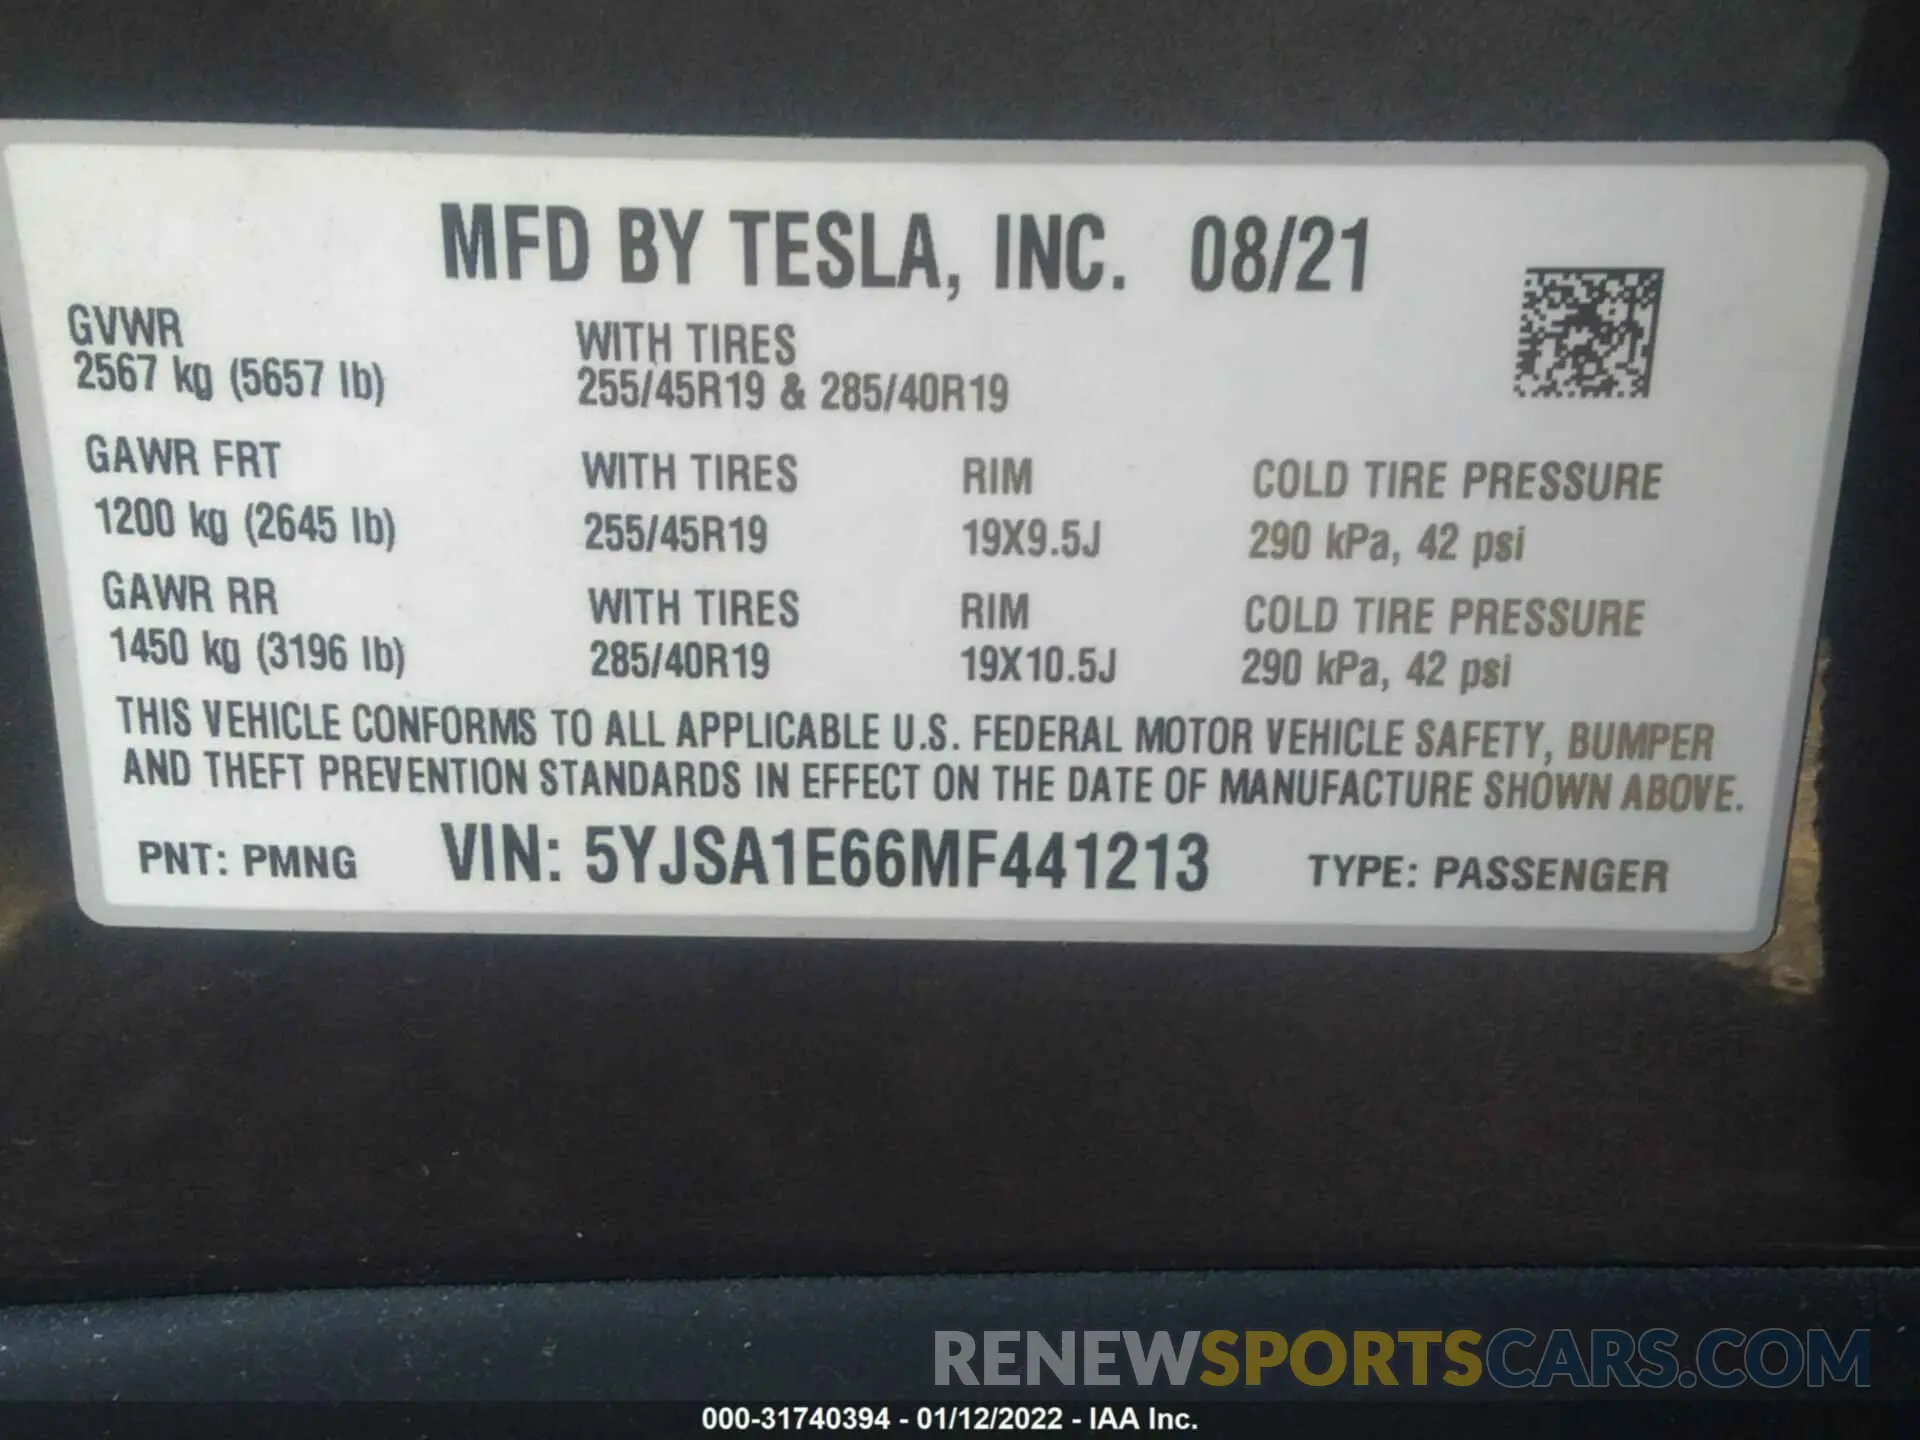 MFD BY TESLA, INC. 08/21
GVWR WITH TIRES
2567 kg (5657 lb) 255/45R19 & 285/40R19
GAWR FRT WITH TIRES RIM COLD TIRE PRESSURE
1200 kg (2645 lb) 255/45R19 19X9.5J 290 kPa, 42 psi
GAWR RR WITH TIRES RIM COLD TIRE PRESSURE
1450 kg (3196 lb) 285/40R19 19X10.5J 290 kPa, 42 psi
THIS VEHICLE CONFORMS TO ALL APPLICABLE U.S. FEDERAL MOTOR VEHICLE SAFETY, BUMPER
AND THEFT PREVENTION STANDARDS IN EFFECT ON THE DATE OF MANUFACTURE SHOWN ABOVE.
PNT: PMNG VIN: 5YJSA1E66MF441213 TYPE: PASSENGER
RENEWSPORTSCARS.COM
000-31740394 - 01/12/2022 - IAA Inc.